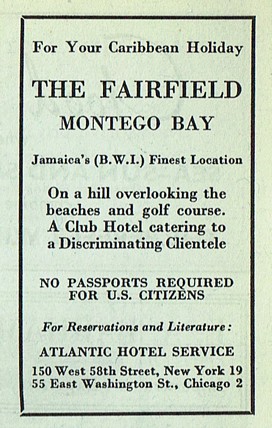 For Your Caribbean Holiday
THE FAIRFIELD
MONTEGO BAY
Jamaica's (B.W.I.) Finest Location
On a hill overlooking the
beaches and golf course.
A Club Hotel catering to
a Discriminating Clientele
NO PASSPORTS REQUIRED
FOR U.S. CITIZENS
For Reservations and Literature:
ATLANTIC HOTEL SERVICE
150 West 58th Street, New York 19
55 East Washington St., Chicago 2